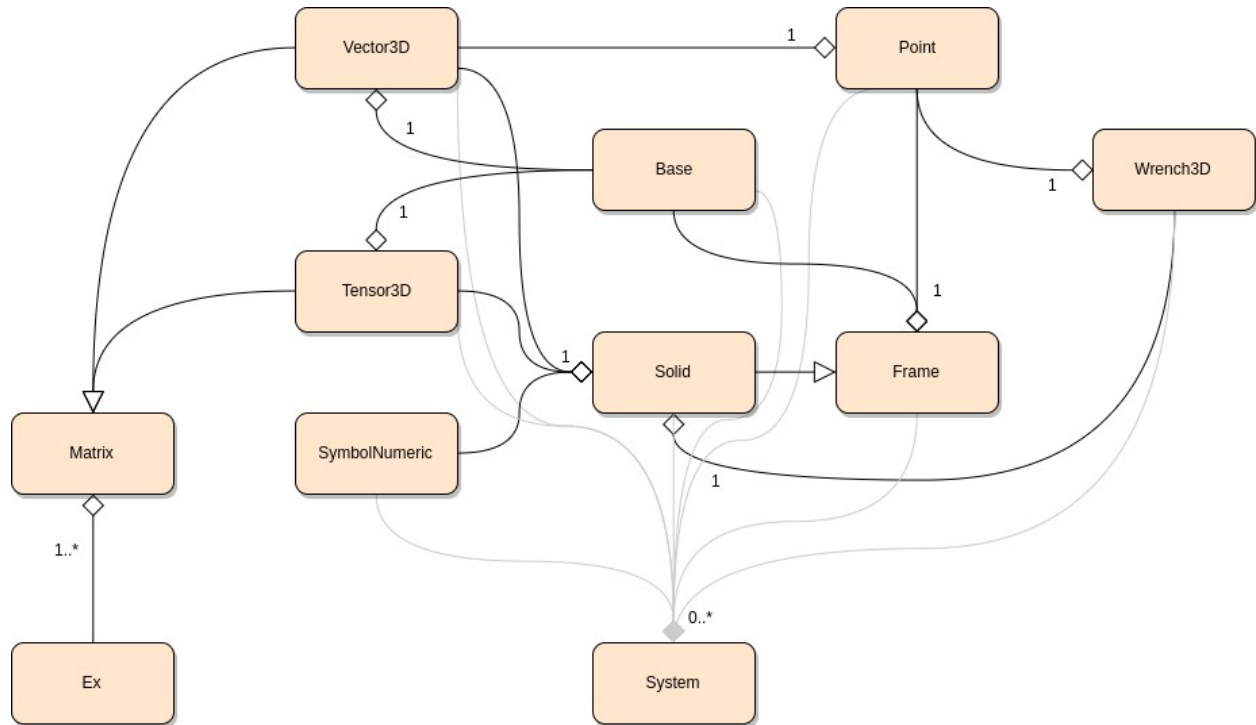 Vector3D
1
Point
1
Base
1
Wrench3D
1
Tensor3D
1
1
Solid
Frame
Matrix
SymbolNumeric
1
1..*
0..*
Ex
System